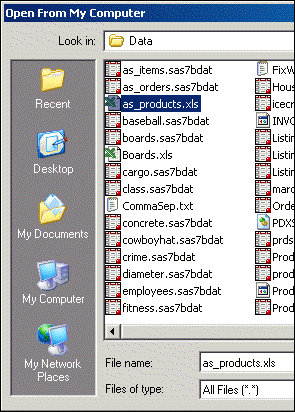 Open From My Computer
Look in:
Data
Recent
Desktop
My Documents
My Computer
My Network
Places
as_items.sas7bdat
as_orders.sas7bdat
as_products.xls
baseball.sas7bdat
boards.sas7bdat
Boards.xls
cargo.sas7bdat
class.sas7bdat
CommaSep.txt
concrete.sas7bdat
cowboyhat.sas7bdat
crime.sas7bdat
diameter.sas7bdat
employees.sas7bdat
fitness.sas7bdat
FixW
Hous
icecr
INVO
Listin
Listin
Listin
mart
Orde
PDXS
prds
Prod
Prod
Prod
Prod
File name:
as_products.xls
Files of type:
All Files (*.*)